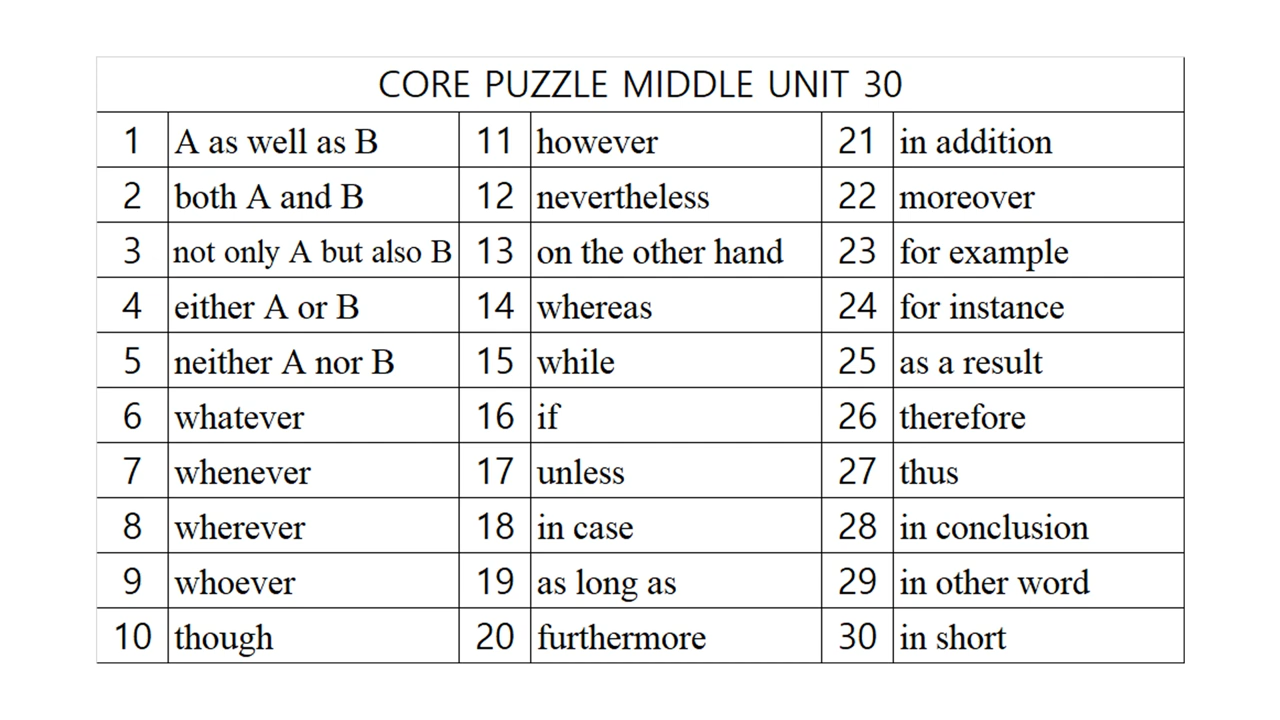 CORE PUZZLE MIDDLE UNIT 30
1 A as well as B 11 however 21 in addition
2 both A and B 12 nevertheless 22 moreover
3 not only A but also B 13 on the other hand 23 for example
4 either A or B 14 whereas 24 for instance
5 neither A nor B 15 while 25 as a result
6 whatever 16 if 26 therefore
7 whenever 17 unless 27 thus
8 wherever 18 in case 28 in conclusion
9 whoever 19 as long as 29 in other word
10 though 20 furthermore 30 in short